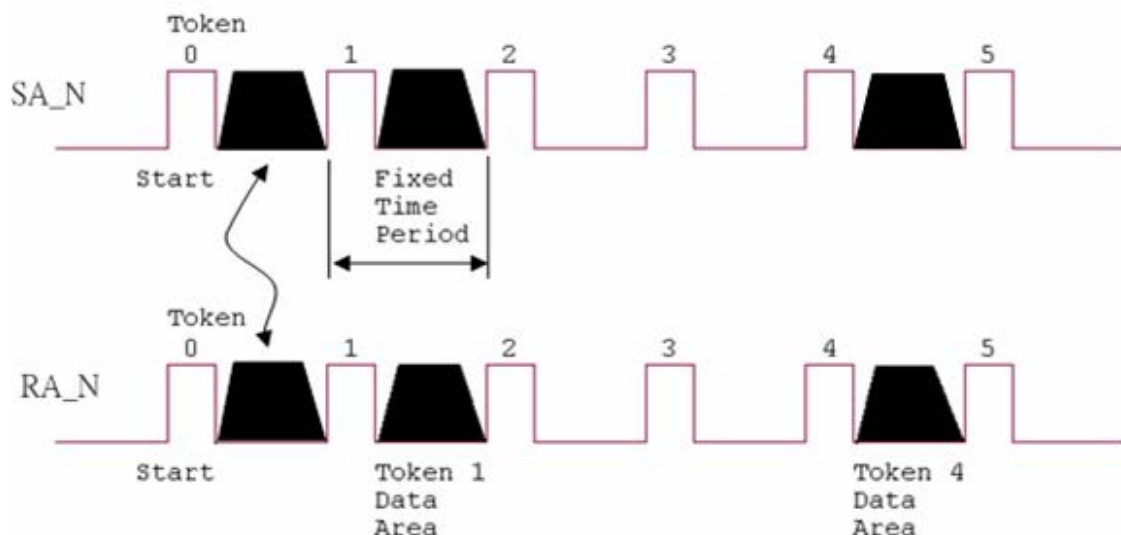 Token
0 1 2 3 4 5
SA_N
Start
Fixed
Time
Period
Token
0 1 2 3 4 5
RA_N
Start
Token 1
Data
Area
Token 4
Data
Area